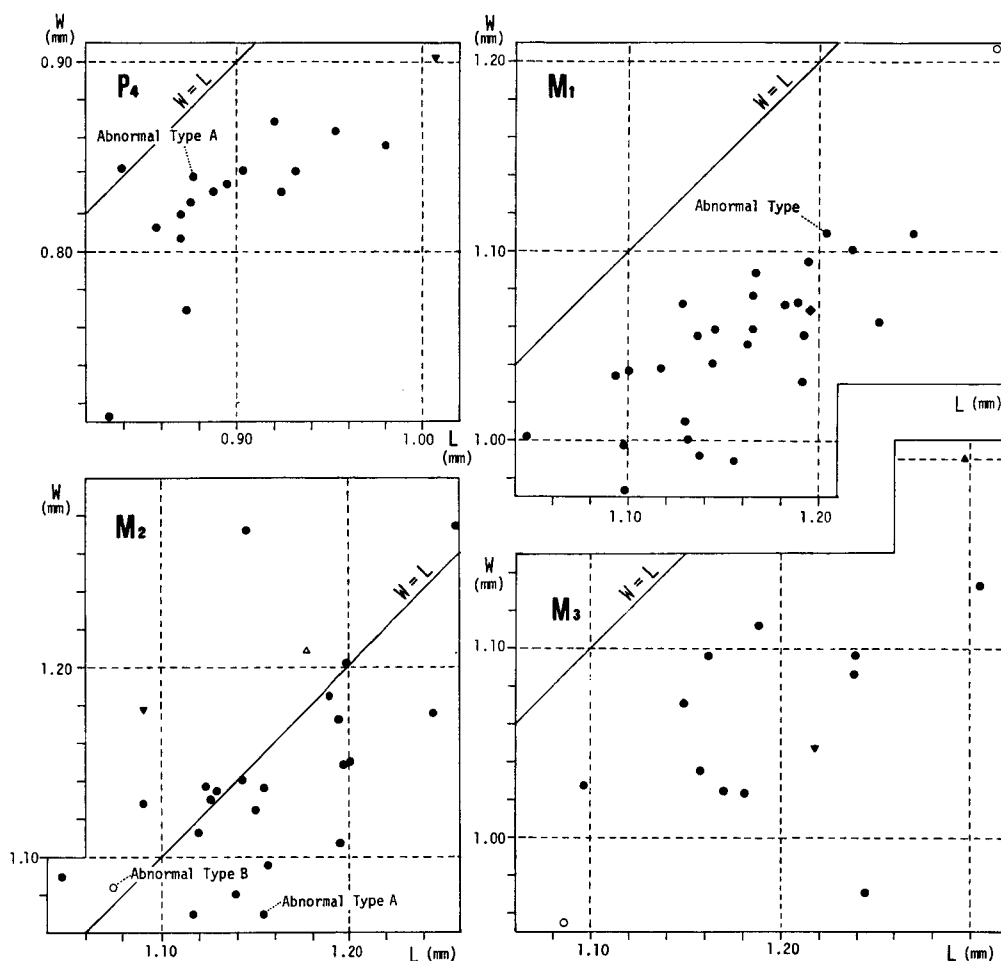 W
(mm)
0.90
P4
W = L
Abnormal Type A
0.80
0.90
1.00
L
(mm)
W
(mm)
1.20
M1
W = L
Abnormal Type
1.10
1.00
1.10
1.20
L (mm)
W
(mm)
M2
W = L
1.20
1.10
Abnormal Type B
Abnormal Type A
1.10
1.20
L (mm)
W
(mm)
W = L
M3
1.10
1.00
1.10
1.20
L (mm)